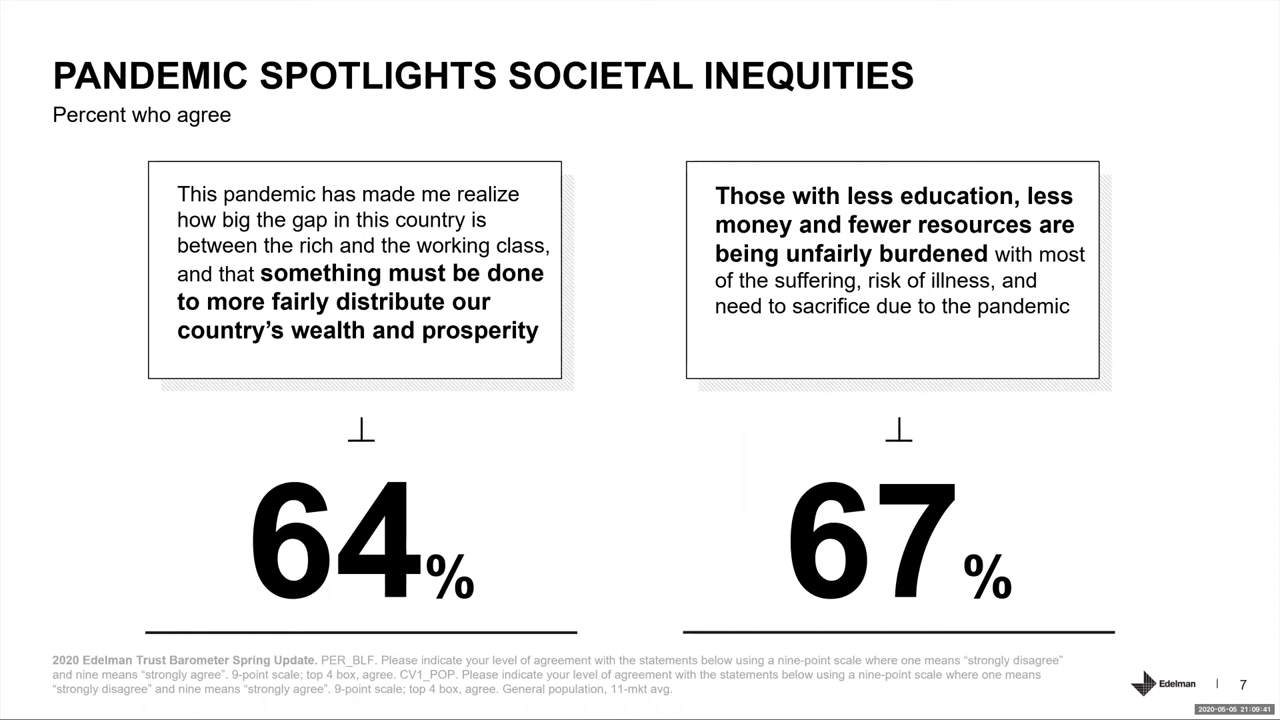 PANDEMIC SPOTLIGHTS SOCIETAL INEQUITIES
Percent who agree
This pandemic has made me realize
how big the gap in this country is
between the rich and the working class,
and that something must be done
to more fairly distribute our
country’s wealth and prosperity
64%
Those with less education, less
money and fewer resources are
being unfairly burdened with most
of the suffering, risk of illness, and
need to sacrifice due to the pandemic
67%
2020 Edelman Trust Barometer Spring Update. PER_BLF. Please indicate your level of agreement with the statements below using a nine-point scale where one means “strongly disagree”
and nine means “strongly agree”. 9-point scale; top 4 box, agree. CV1_POP. Please indicate your level of agreement with the statements below using a nine-point scale where one means
“strongly disagree” and nine means “strongly agree”. 9-point scale; top 4 box, agree. General population, 11-mkt avg.
Edelman | 7
2020-05-05 21:09:41